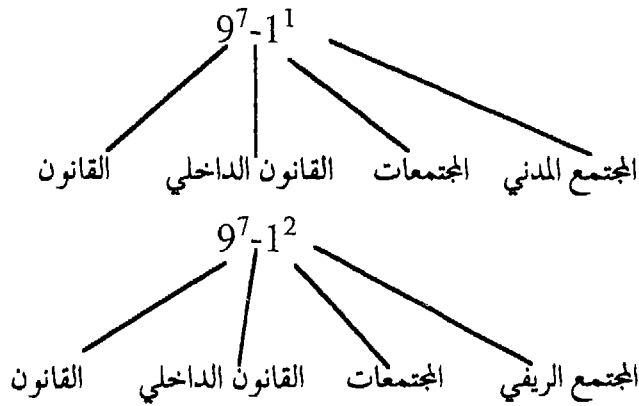 9⁷-1¹
المجتمع المدني    المجتمعات    القانون الداخلي    القانون
9⁷-1²
المجتمع الريفي    المجتمعات    القانون الداخلي    القانون